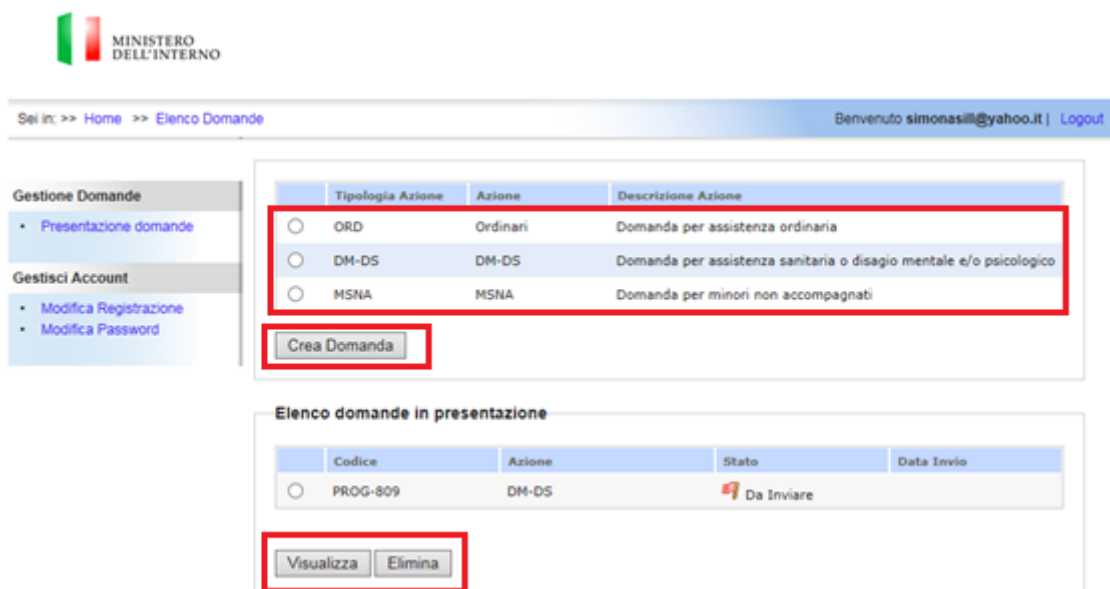 MINISTERO
DELL'INTERNO
Sei in: >> Home >> Elenco Domande
Benvenuto simonasill@yahoo.it | Logout
Gestione Domande
• Presentazione domande
Gestisci Account
• Modifica Registrazione
• Modifica Password
Tipologia Azione Azione Descrizione Azione
ORD Ordinari Domanda per assistenza ordinaria
DM-DS DM-DS Domanda per assistenza sanitaria o disagio mentale e/o psicologico
MSNA MSNA Domanda per minori non accompagnati
Crea Domanda
Elenco domande in presentazione
Codice Azione Stato Data Invio
PROG-809 DM-DS Da Inviare
Visualizza Elimina